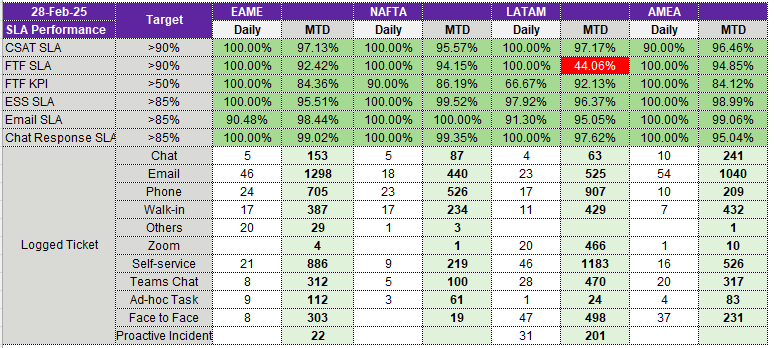 28-Feb-25 Target EAME NAFTA LATAM AMEA
SLA Performance Daily MTD Daily MTD Daily MTD Daily MTD
CSAT SLA >90% 100.00% 97.13% 100.00% 95.57% 100.00% 97.17% 90.00% 96.46%
FTF SLA >90% 100.00% 92.42% 100.00% 94.15% 100.00% 44.06% 100.00% 94.85%
FTF KPI >50% 100.00% 84.36% 90.00% 86.19% 66.67% 92.13% 100.00% 84.12%
ESS SLA >85% 100.00% 95.51% 100.00% 99.52% 97.92% 96.37% 100.00% 98.99%
Email SLA >85% 90.48% 98.44% 100.00% 100.00% 91.30% 95.05% 100.00% 99.06%
Chat Response SLA >85% 100.00% 99.02% 100.00% 99.35% 100.00% 97.62% 100.00% 95.04%
Logged Ticket
Chat 5 153 5 87 4 63 10 241
Email 46 1298 18 440 23 525 54 1040
Phone 24 705 23 526 17 907 10 209
Walk-in 17 387 17 234 11 429 7 432
Others 20 29 1 3 1
Zoom 4 1 20 466 1 10
Self-service 21 886 9 219 46 1183 16 526
Teams Chat 8 312 5 100 28 470 20 317
Ad-hoc Task 9 112 3 61 1 24 4 83
Face to Face 8 303 19 47 498 37 231
Proactive Incident 22 31 201